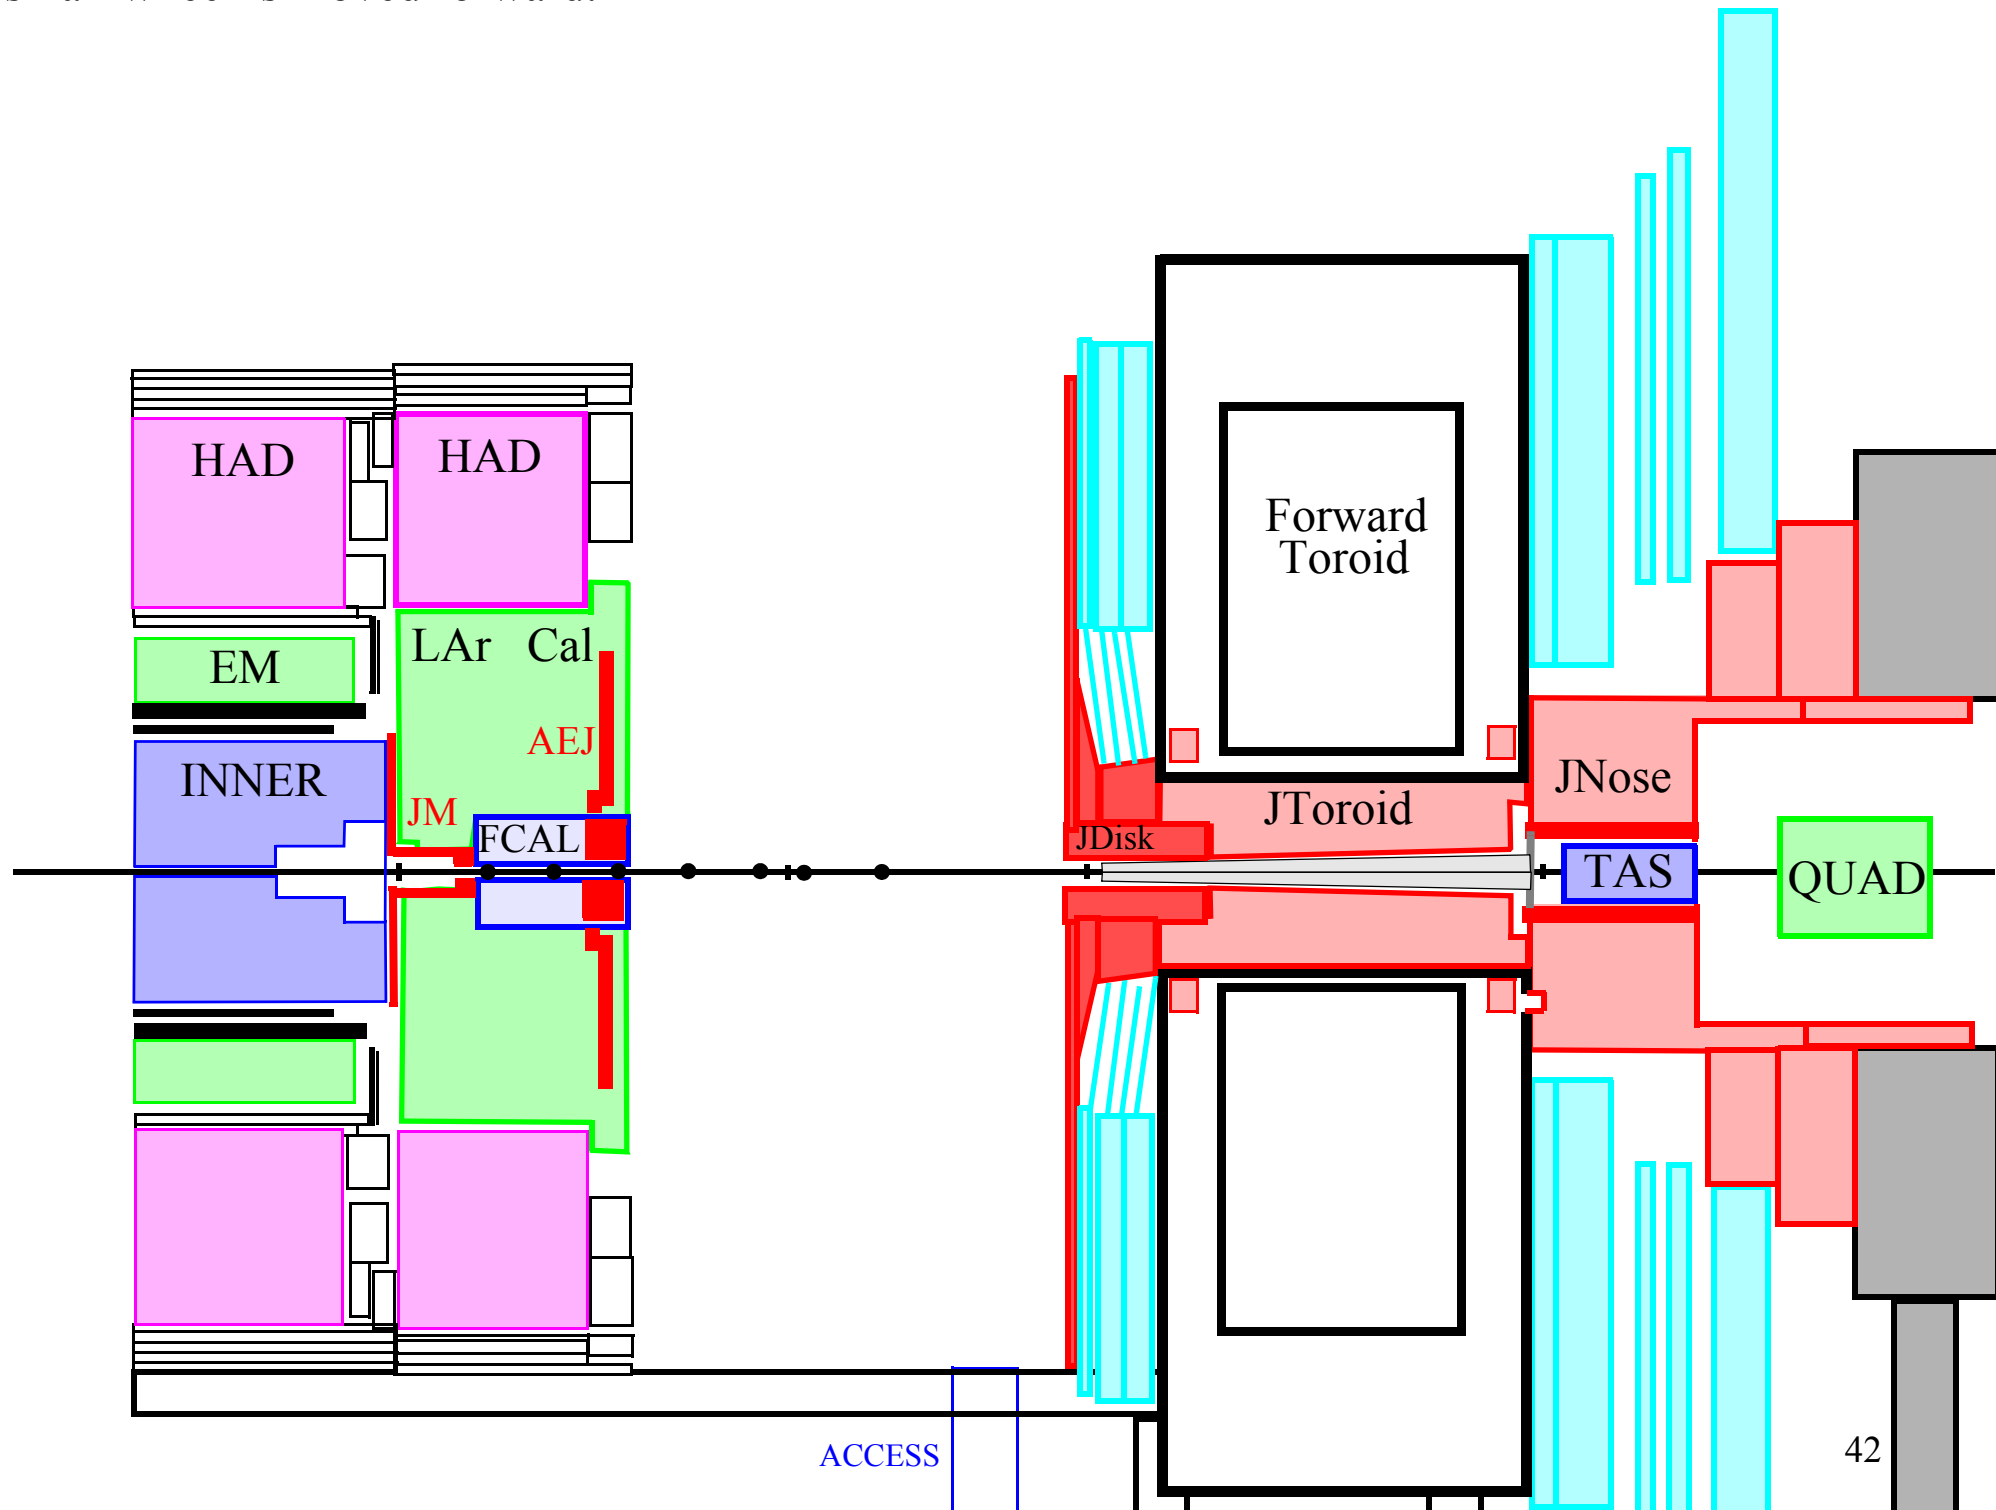 HAD
HAD
Forward
Toroid
LAr Cal
EM
AEJ
INNER
JNose
JM
JToroid
FCAL
JDisk
TAS
QUAD
ACCESS
42